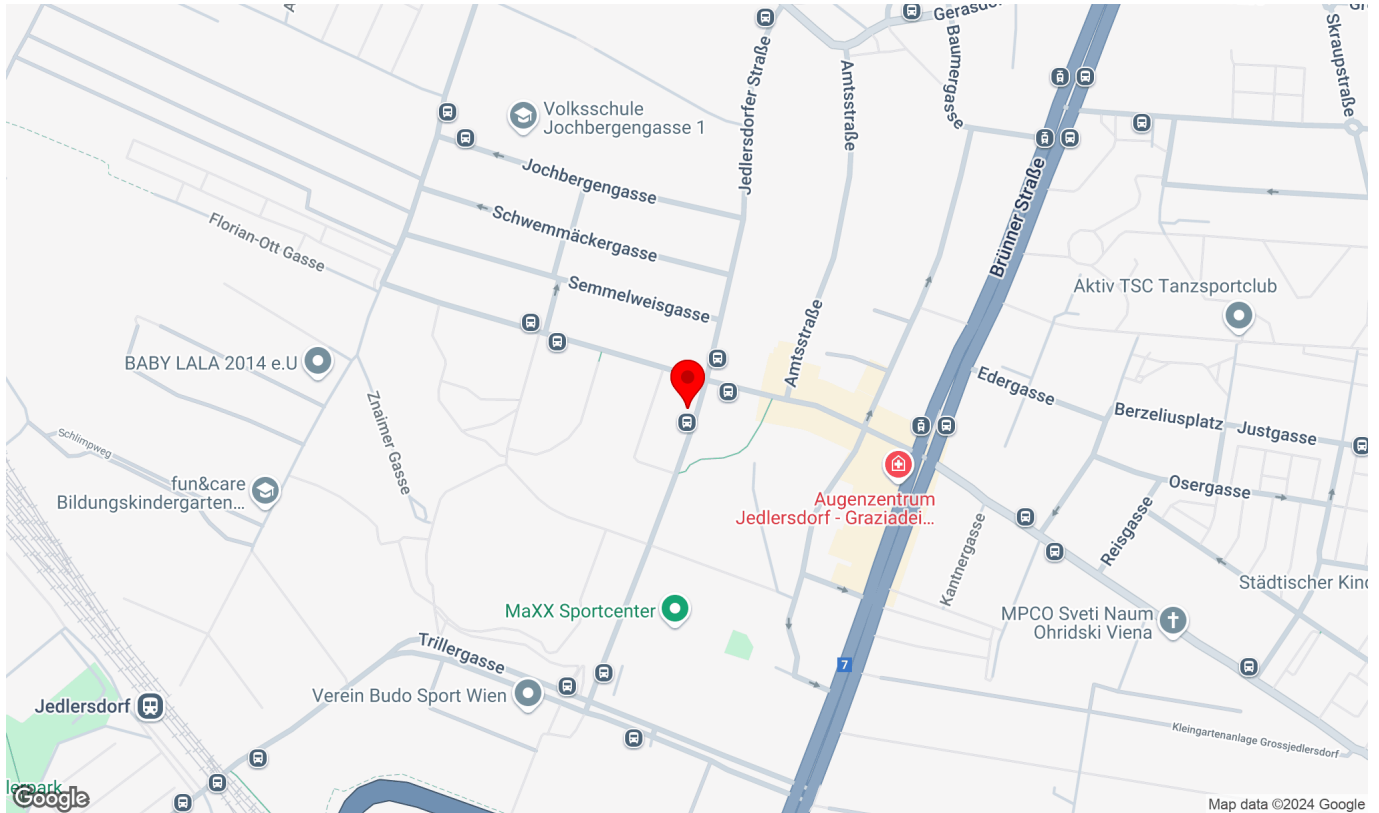 Gerasdor
Jedlersdorfer Straße
Amtsstraße
Baumergasse
Skraupstraße
Volksschule
Jochbergengasse 1
Jochbergengasse
Schwemmäckergasse
Semmelweisgasse
Florian-Ott Gasse
Brünner Straße
Aktiv TSC Tanzsportclub
BABY LALA 2014 e.U
Amtsstraße
Edergasse
Berzeliusplatz
Justgasse
Znaimer Gasse
Schlimpweg
fun&care
Bildungskindergarten...
Augenzentrum
Jedlersdorf - Graziadei...
Osergasse
Reisgasse
Kantnergasse
Städtischer Kind
MaXX Sportcenter
MPCO Sveti Naum
Ohridski Viena
Trillergasse
7
Verein Budo Sport Wien
Jedlersdorf
Kleingartenanlage Grossjedlersdorf
lerpark
Google
Map data ©2024 Google